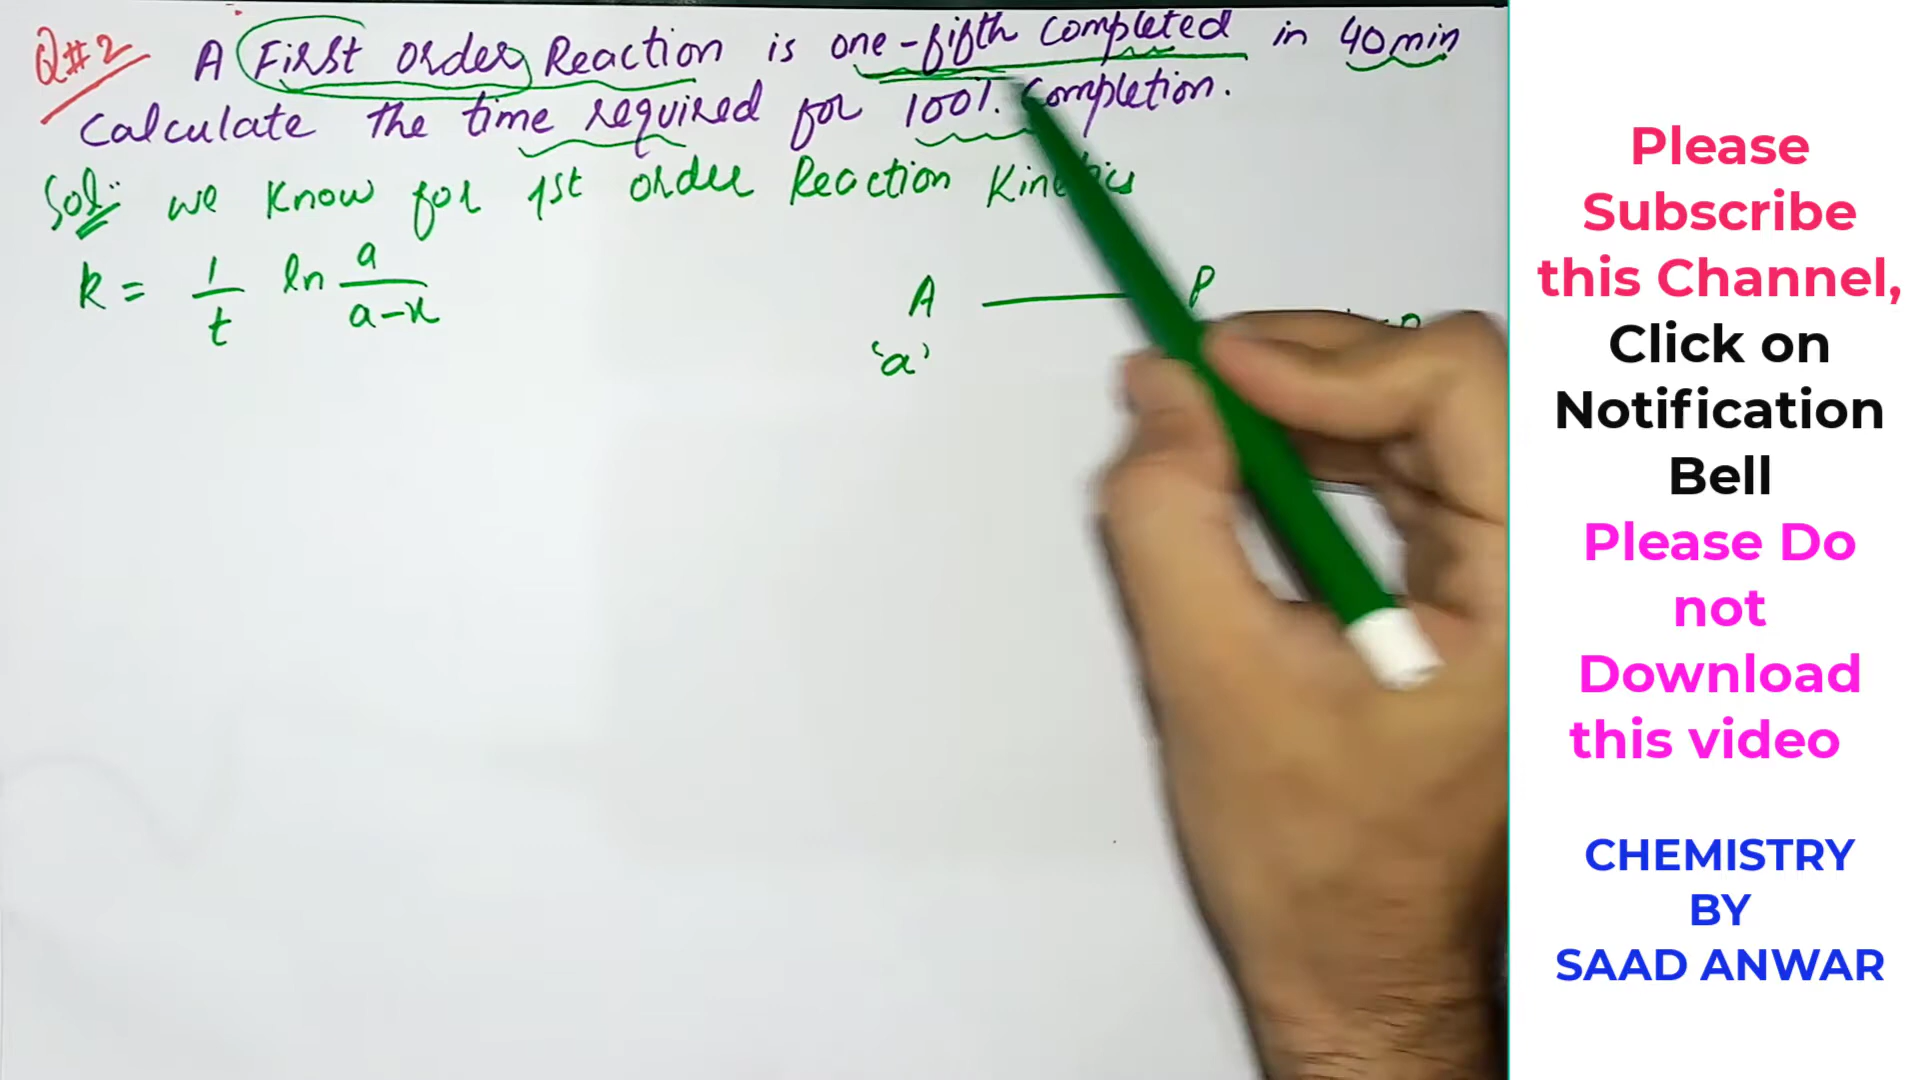 Q#2 A First Order Reaction is one-fifth Completed in 40min
Calculate the time required for 100%. Completion.
Sol: we Know for 1st order Reaction Kinetics
k = 1/t ln a/a-x
A P
'a'
Please
Subscribe
this Channel,
Click on
Notification
Bell
Please Do
not
Download
this video
CHEMISTRY
BY
SAAD ANWAR